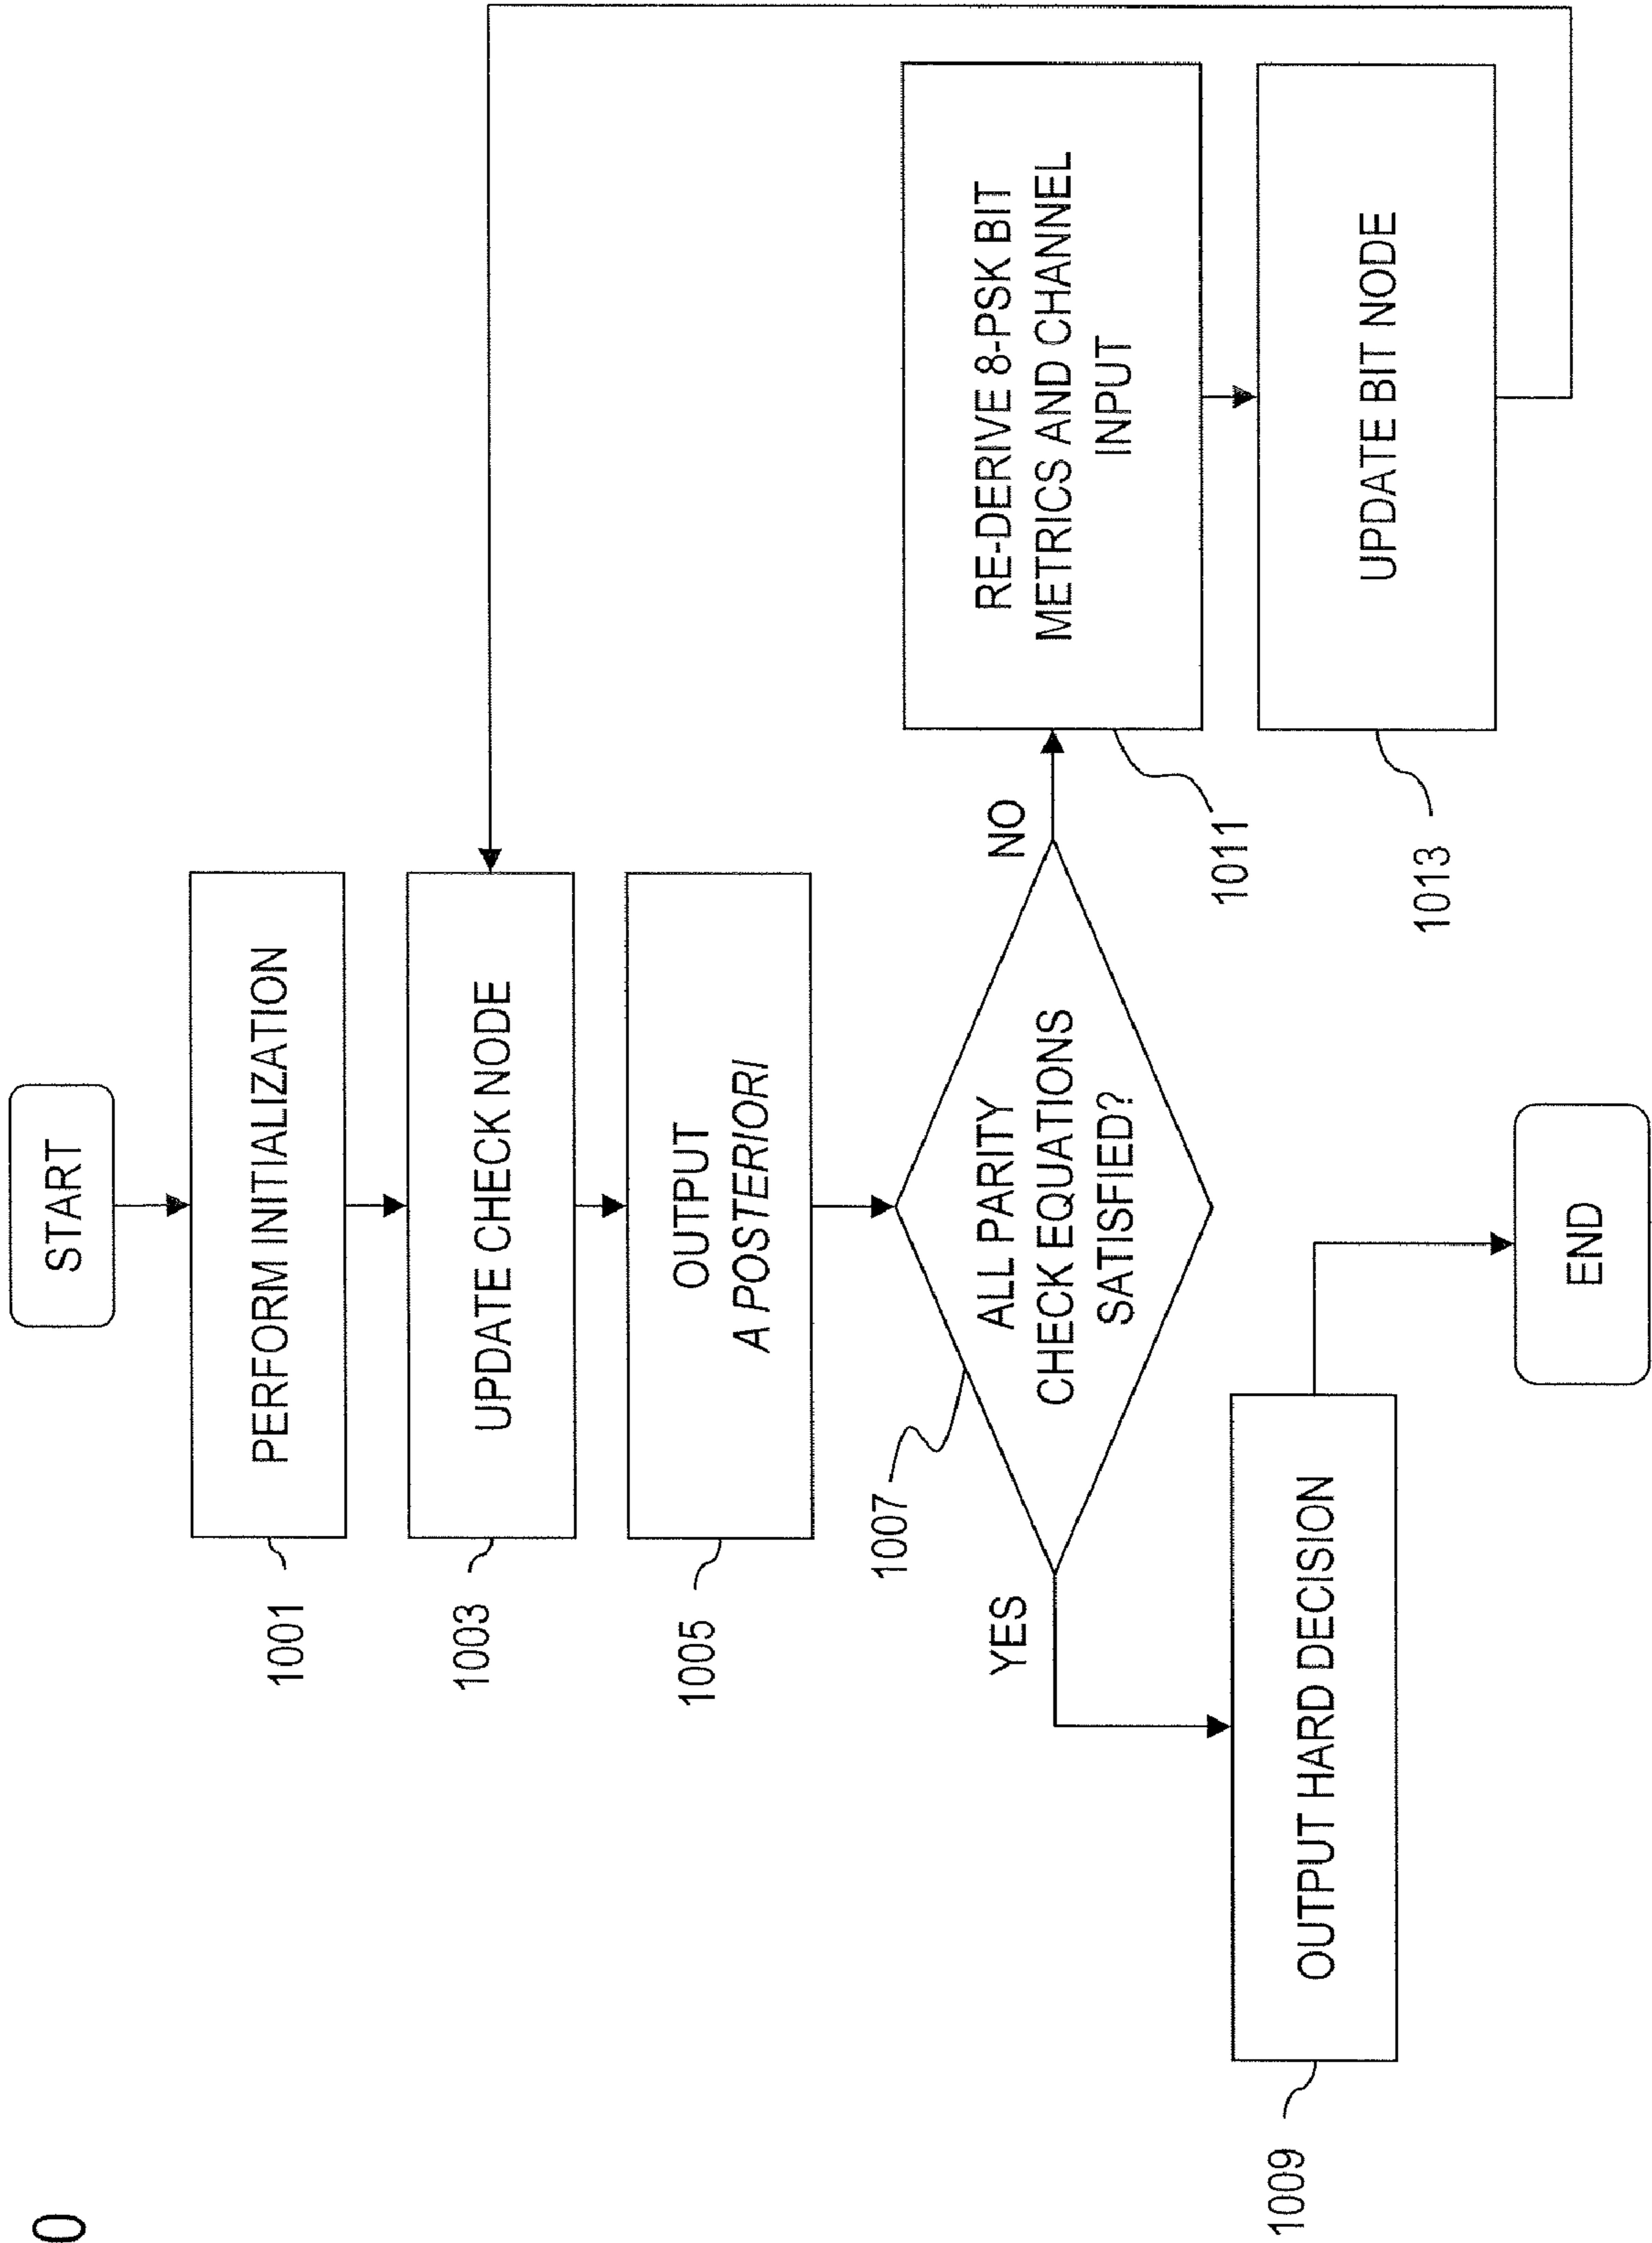 0
START
PERFORM INITIALIZATION
1001
UPDATE CHECK NODE
1003
OUTPUT
A POSTERIORI
1005
ALL PARITY
CHECK EQUATIONS
SATISFIED?
1007
YES
NO
RE-DERIVE 8-PSK BIT
METRICS AND CHANNEL
INPUT
1011
UPDATE BIT NODE
1013
OUTPUT HARD DECISION
1009
END